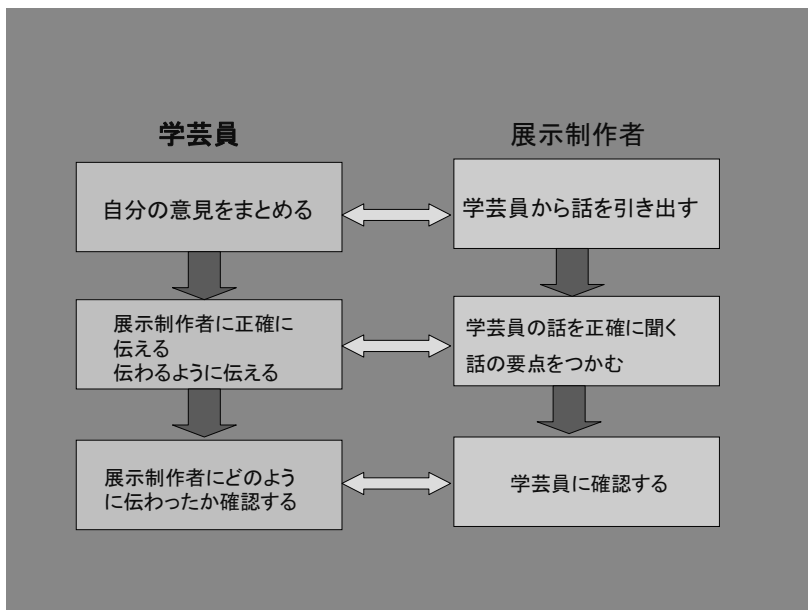 学芸員
展示制作者
自分の意見をまとめる
学芸員から話を引き出す
展示制作者に正確に
伝える
伝わるように伝える
学芸員の話を正確に聞く
話の要点をつかむ
展示制作者にどのよう
に伝わったか確認する
学芸員に確認する